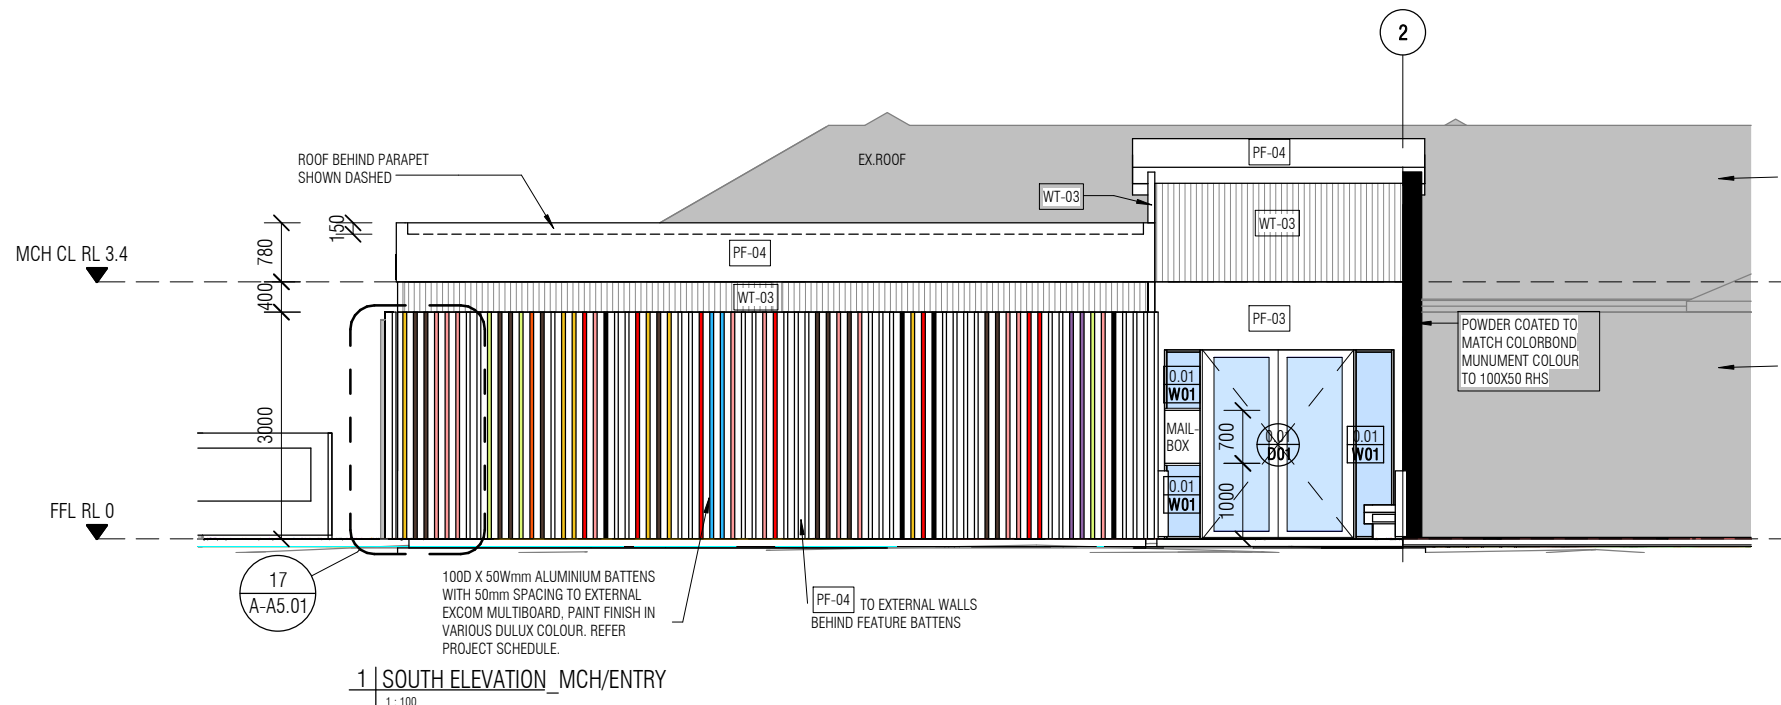 2
ROOF BEHIND PARAPET
SHOWN DASHED
EX.ROOF
PF-04
WT-03
WT-03
150
780
PF-04
MCH CL RL 3.4
400
WT-03
PF-03
POWDER COATED TO
MATCH COLORBOND
MUNUMENT COLOUR
TO 100X50 RHS
0.01
W01
3000
MAIL-
BOX
700
0.01
D01
0.01
W01
0.01
W01
1000
FFL RL 0
17
A-A5.01
100D X 50Wmm ALUMINIUM BATTENS
WITH 50mm SPACING TO EXTERNAL
EXCOM MULTIBOARD, PAINT FINISH IN
VARIOUS DULUX COLOUR. REFER
PROJECT SCHEDULE.
PF-04 TO EXTERNAL WALLS
BEHIND FEATURE BATTENS
1 SOUTH ELEVATION_MCH/ENTRY
1 : 100